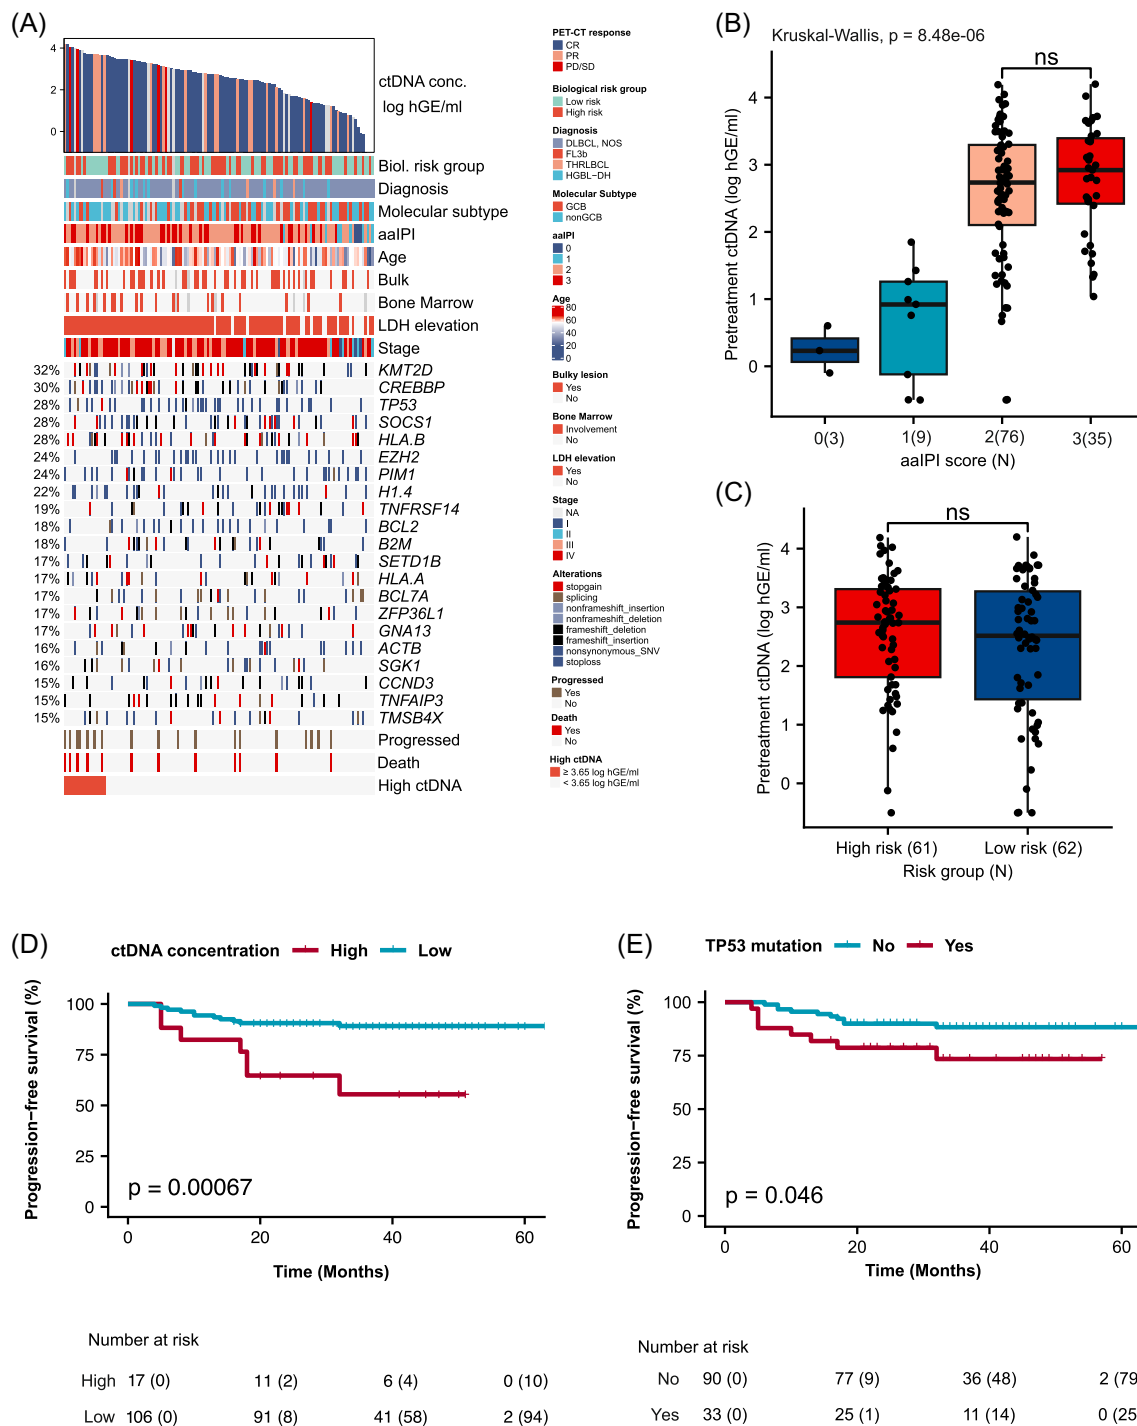 (A)
4
2
0
ctDNA conc.
log hGE/ml
Biol. risk group
Diagnosis
Molecular subtype
aaIPI
Age
Bulk
Bone Marrow
LDH elevation
Stage
32% KMT2D
30% CREBBP
28% TP53
28% SOCS1
28% HLA.B
24% EZH2
24% PIM1
22% H1.4
19% TNFRSF14
18% BCL2
18% B2M
17% SETD1B
17% HLA.A
17% BCL7A
17% ZFP36L1
17% GNA13
16% ACTB
16% SGK1
15% CCND3
15% TNFAIP3
15% TMSB4X
Progressed
Death
High ctDNA
PET-CT response
CR
PR
PD/SD
Biological risk group
Low risk
High risk
Diagnosis
DLBCL, NOS
FL3b
THRLBCL
HGBL-DH
Molecular Subtype
GCB
nonGCB
aaIPI
0
1
2
3
Age
80
60
40
20
0
Bulky lesion
Yes
No
Bone Marrow
Involvement
No
LDH elevation
Yes
No
Stage
NA
I
II
III
IV
Alterations
stopgain
splicing
nonframeshift_insertion
nonframeshift_deletion
frameshift_deletion
frameshift_insertion
nonsynonymous_SNV
stoploss
Progressed
Yes
No
Death
Yes
No
High ctDNA
≥ 3.65 log hGE/ml
< 3.65 log hGE/ml
(B)
Kruskal-Wallis, p = 8.48e-06
ns
Pretreatment ctDNA (log hGE/ml)
4
3
2
1
0
0(3) 1(9) 2(76) 3(35)
aaIPI score (N)
(C)
ns
Pretreatment ctDNA (log hGE/ml)
4
3
2
1
0
High risk (61) Low risk (62)
Risk group (N)
(D)
ctDNA concentration High Low
Progression-free survival (%)
100
75
50
25
0
p = 0.00067
0 20 40 60
Time (Months)
Number at risk
High 17 (0) 11 (2) 6 (4) 0 (10)
Low 106 (0) 91 (8) 41 (58) 2 (94)
(E)
TP53 mutation No Yes
Progression-free survival (%)
100
75
50
25
0
p = 0.046
0 20 40 60
Time (Months)
Number at risk
No 90 (0) 77 (9) 36 (48) 2 (79
Yes 33 (0) 25 (1) 11 (14) 0 (25